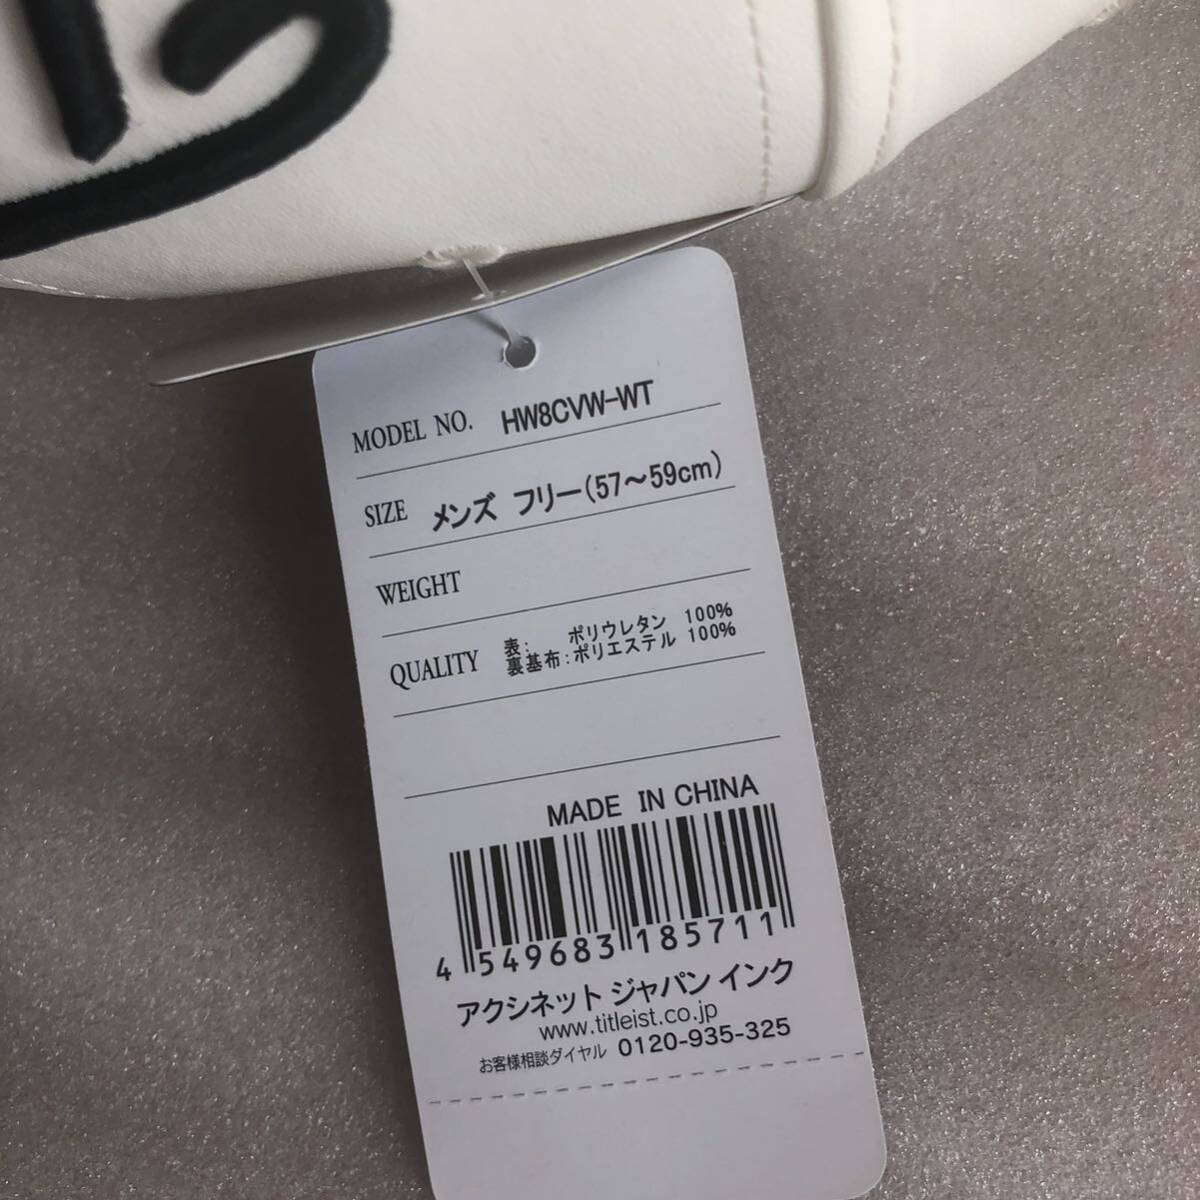 MODEL NO. HW8CVW-WT
SIZE メンズ フリー(57～59cm)
WEIGHT
QUALITY 表: ポリウレタン 100%
裏基布:ポリエステル 100%
MADE IN CHINA
4 549683 185711
アクシネット ジャパン インク
www.titleist.co.jp
お客様相談ダイヤル 0120-935-325